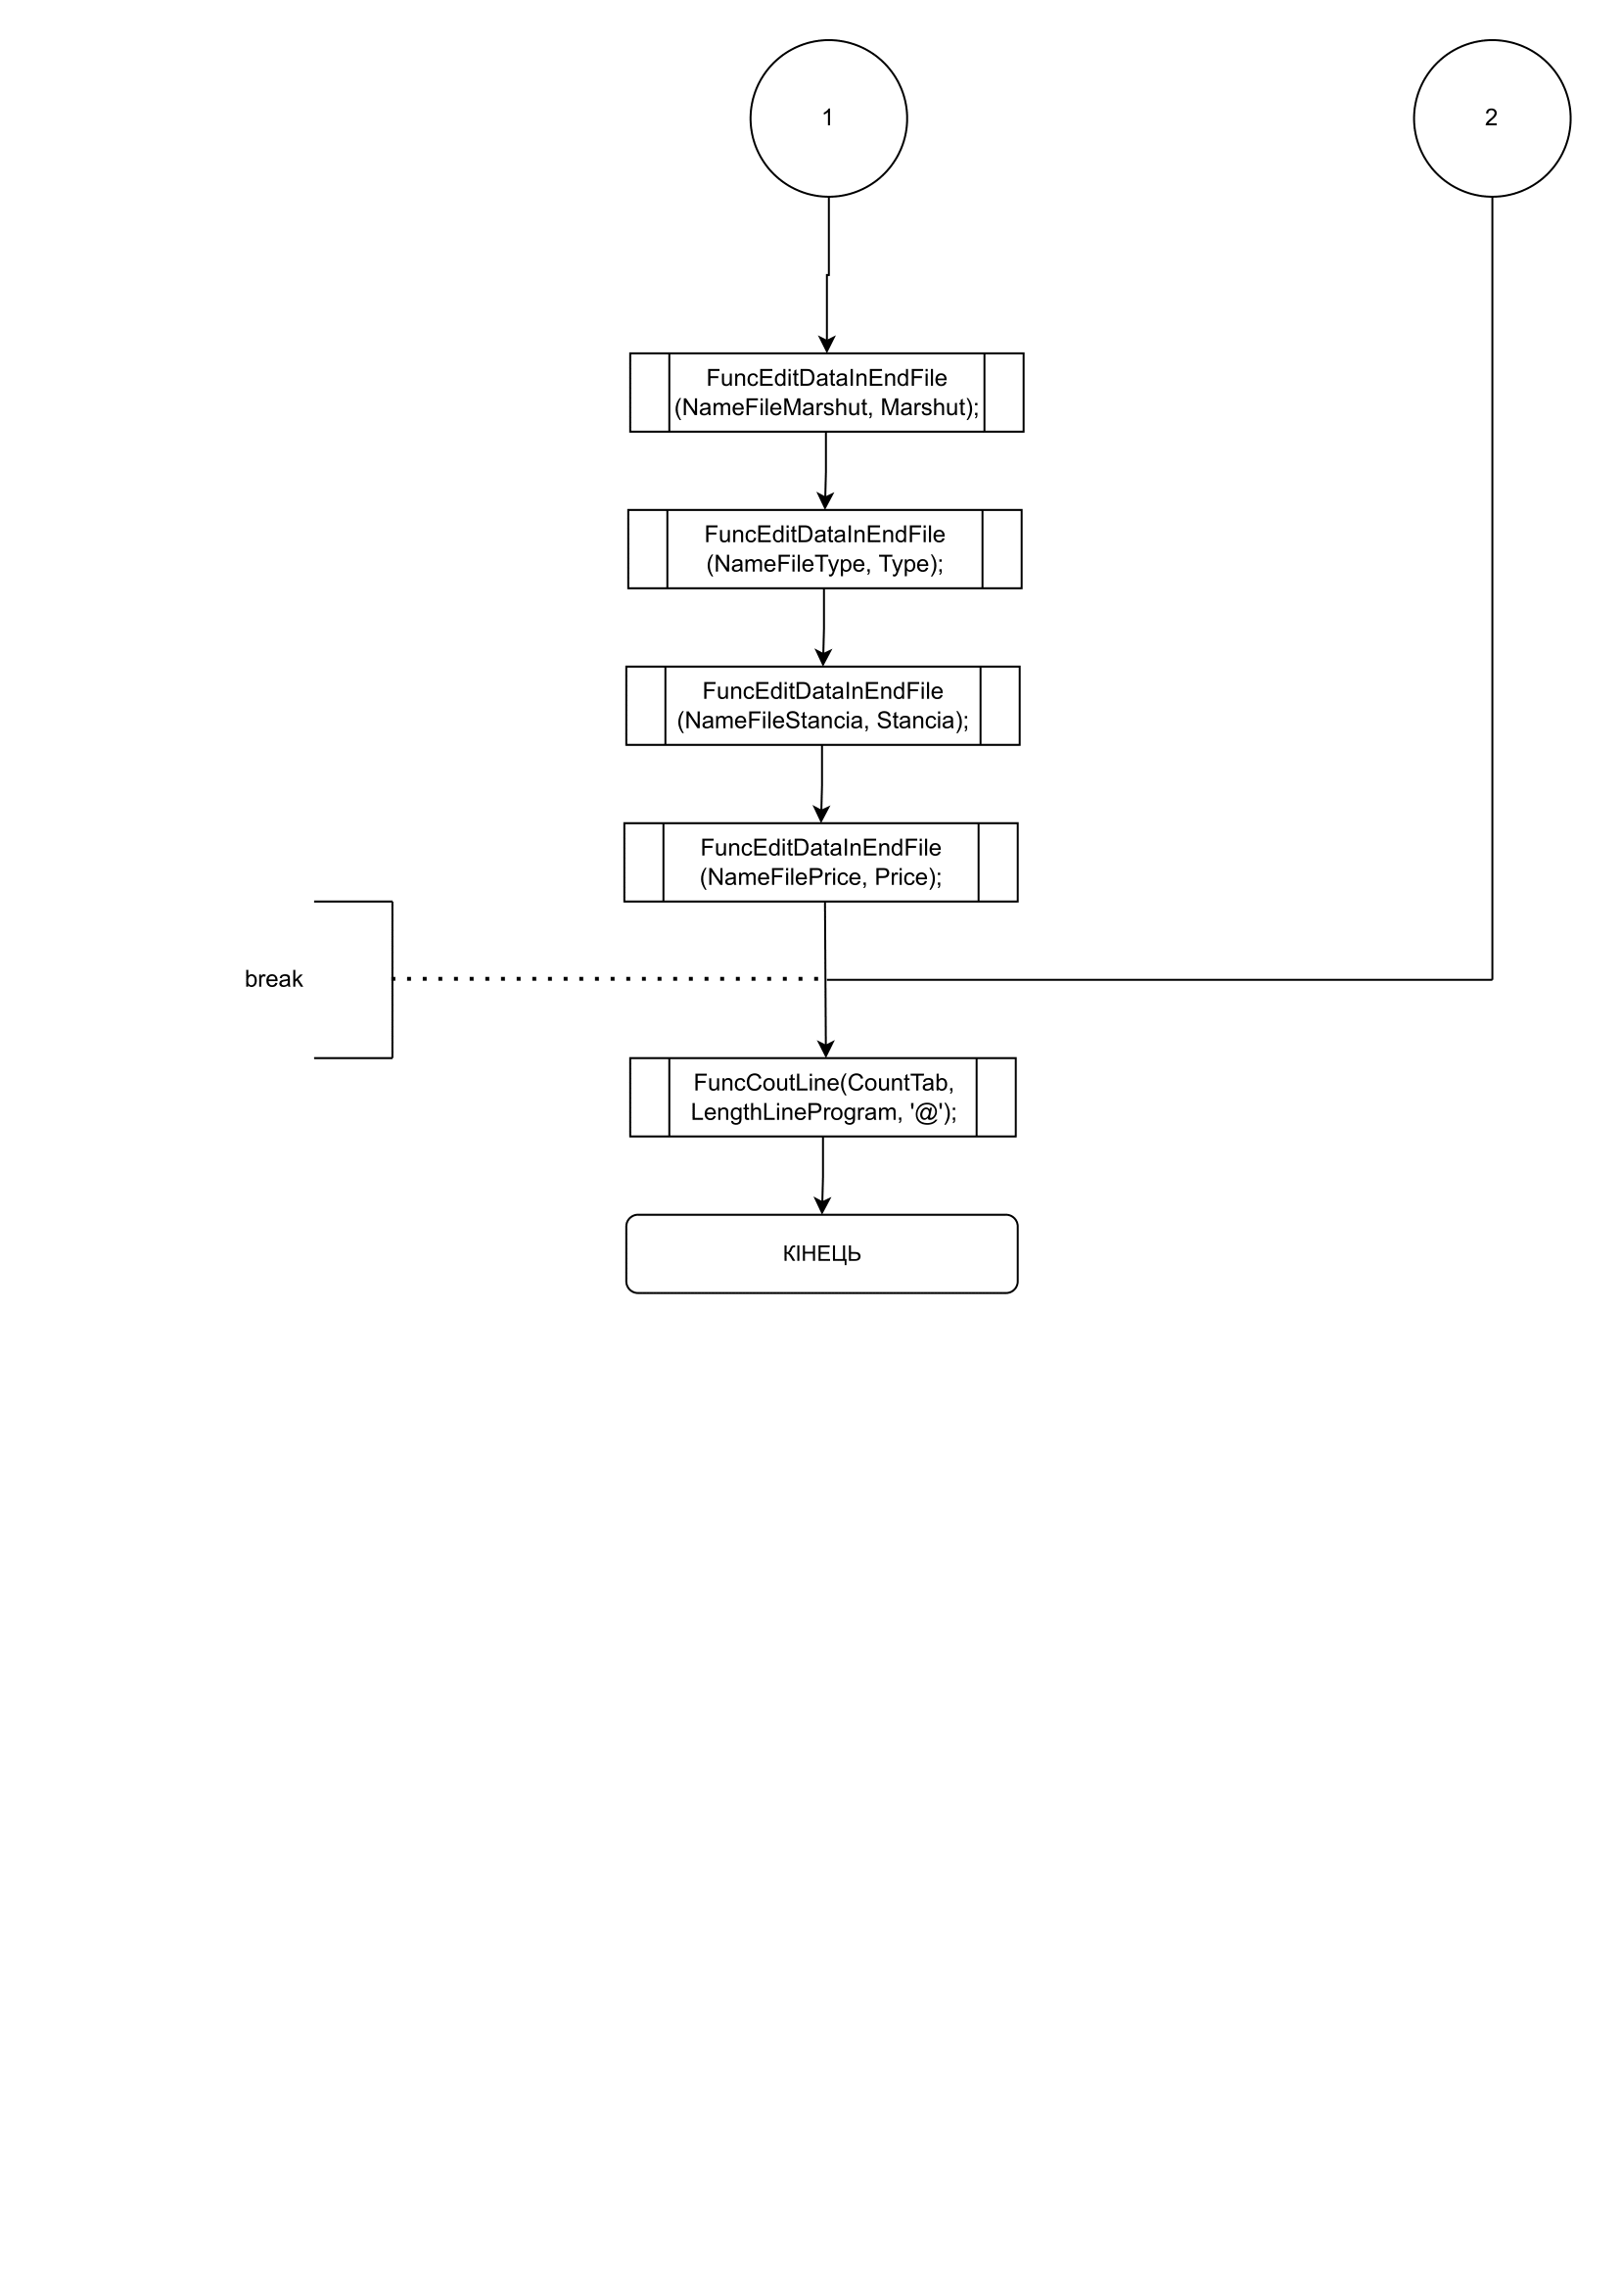 1
2
FuncEditDataInEndFile
(NameFileMarshut, Marshut);
FuncEditDataInEndFile
(NameFileType, Type);
FuncEditDataInEndFile
(NameFileStancia, Stancia);
FuncEditDataInEndFile
(NameFilePrice, Price);
break
FuncCoutLine(CountTab,
LengthLineProgram, '@');
КІНЕЦЬ